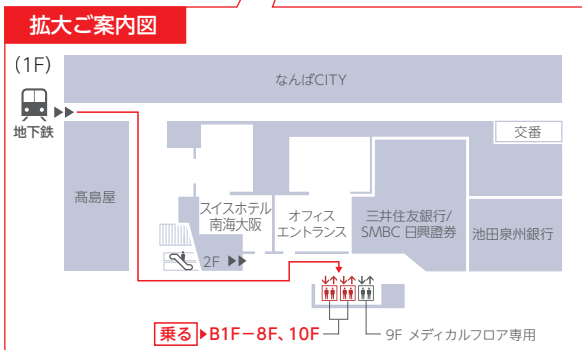 拡大ご案内図
(1F)
なんばCITY
地下鉄
交番
髙島屋
スイスホテル
南海大阪
オフィス
エントランス
三井住友銀行/
SMBC 日興證券
池田泉州銀行
2F
乗る B1F－8F、10F
9F メディカルフロア専用